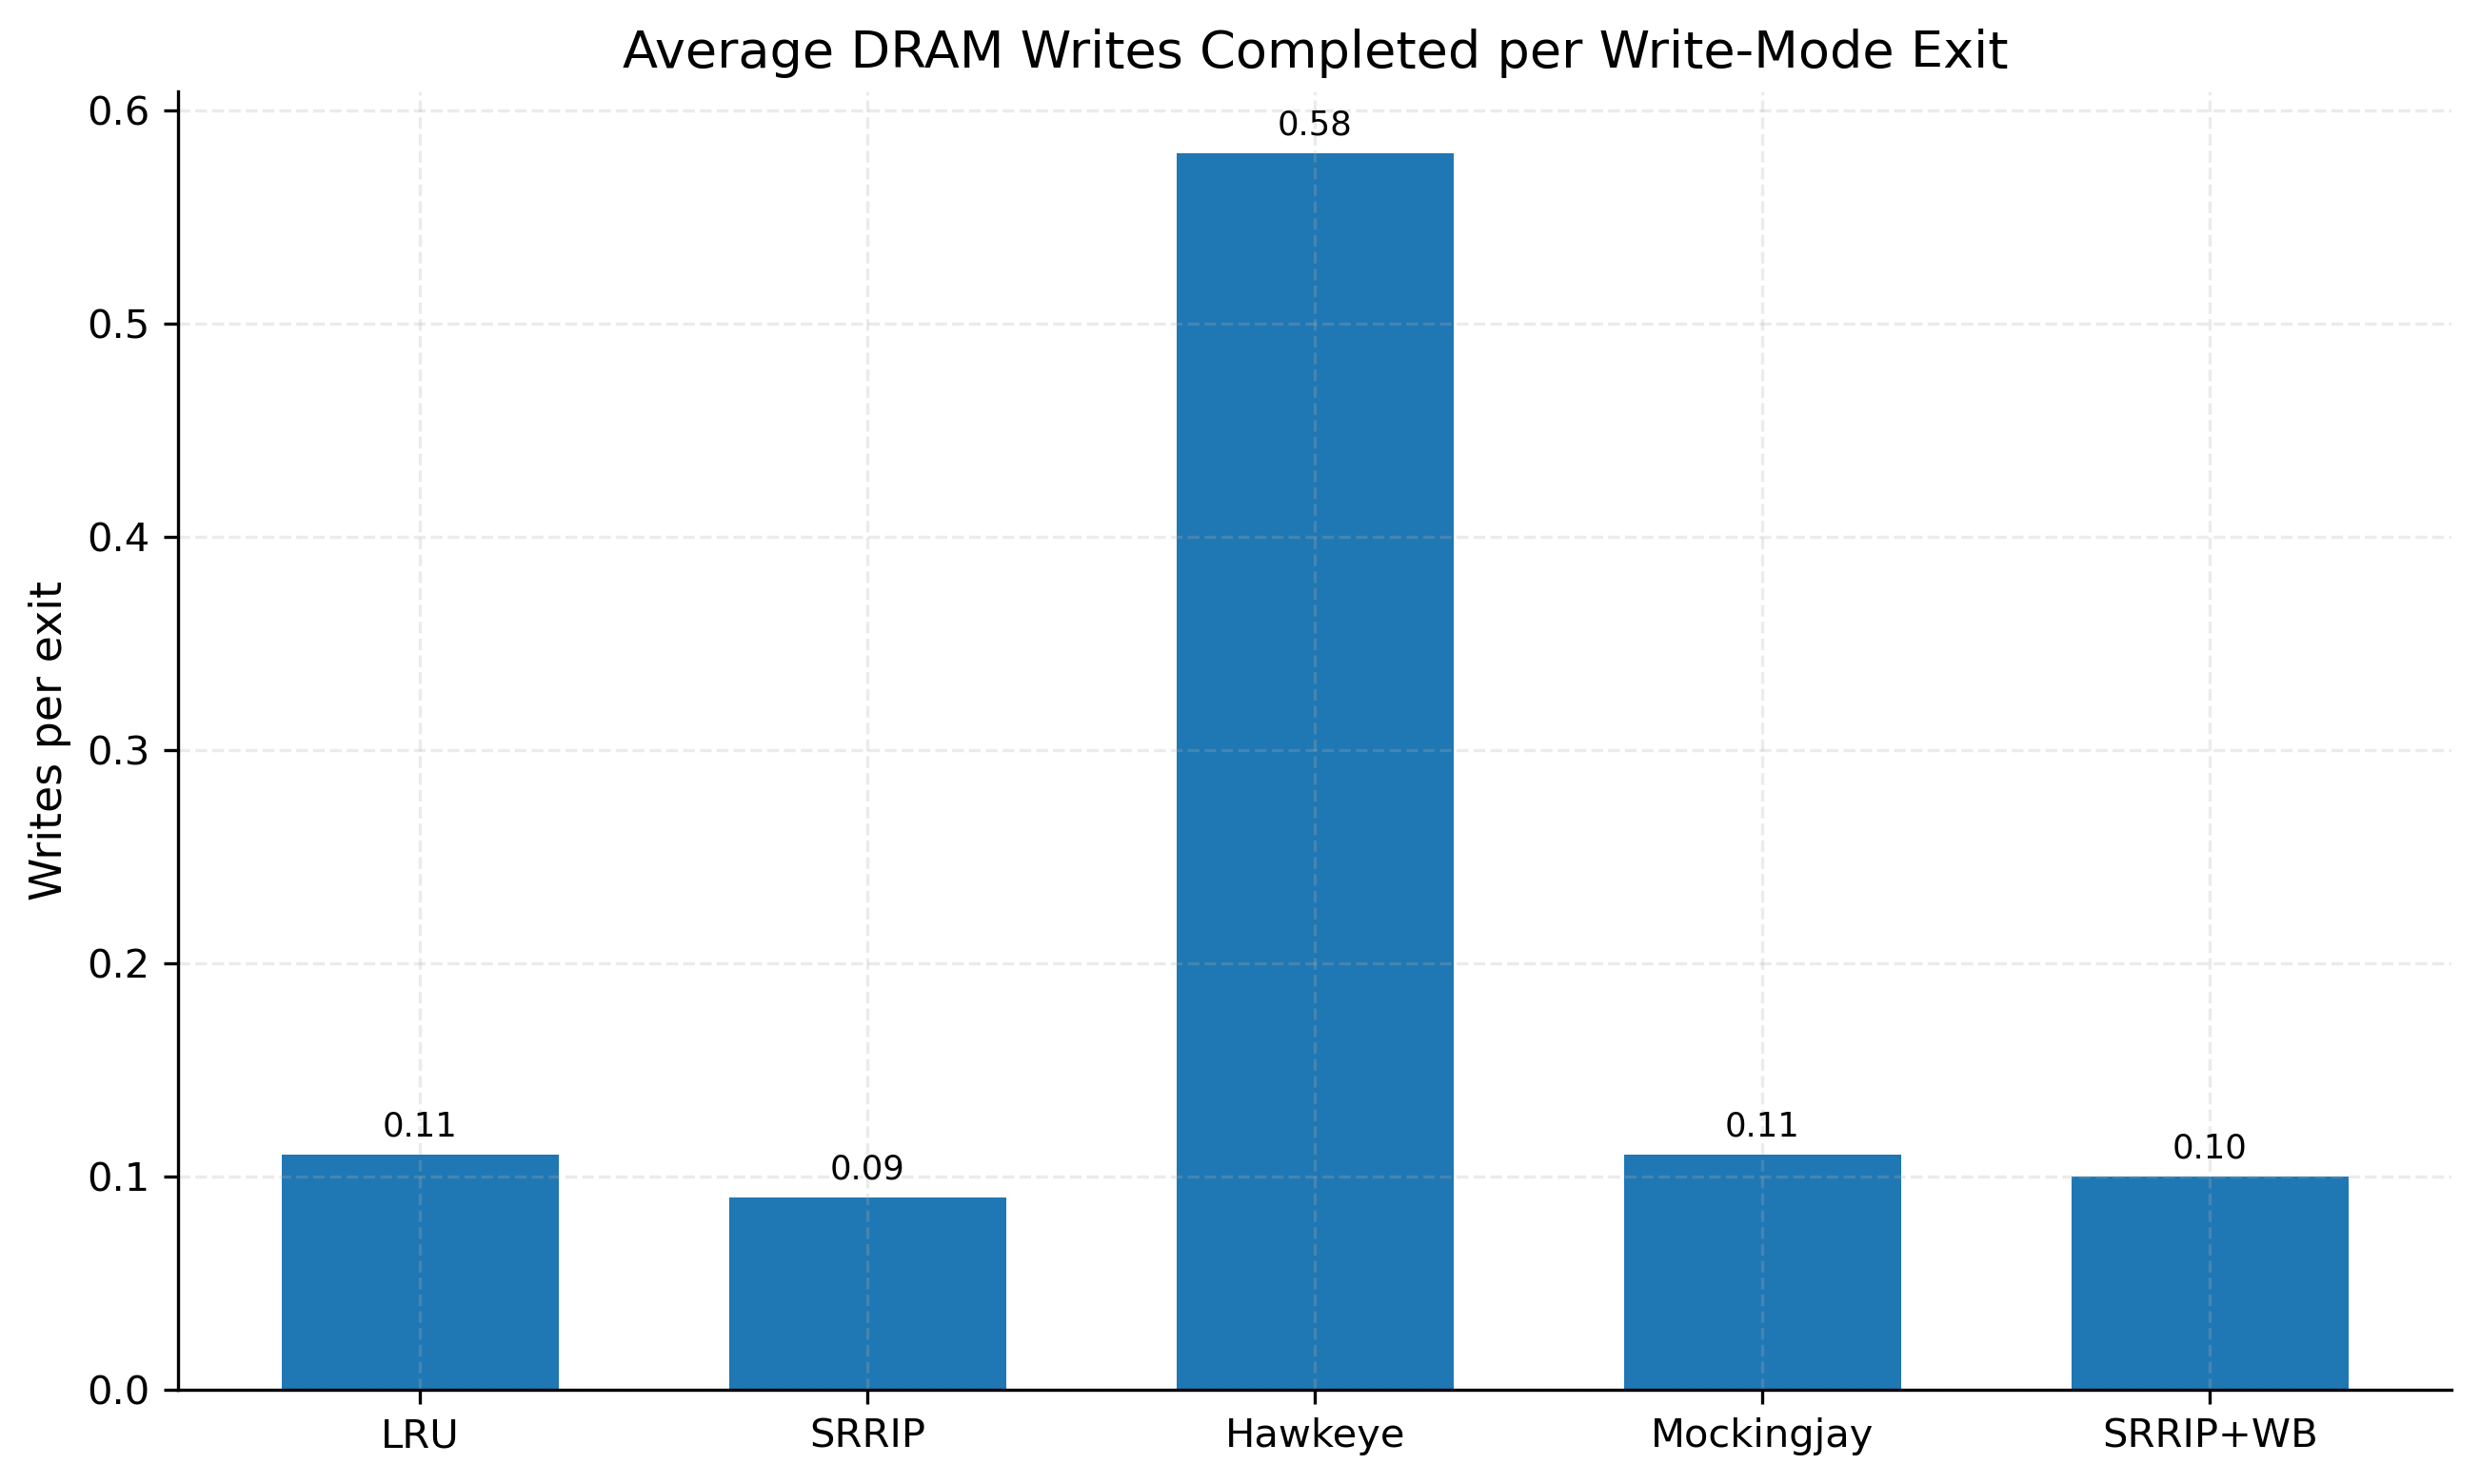 Average DRAM Writes Completed per Write-Mode Exit
Writes per exit
0.6
0.5
0.4
0.3
0.2
0.1
0.0
0.11
0.09
0.58
0.11
0.10
LRU
SRRIP
Hawkeye
Mockingjay
SRRIP+WB